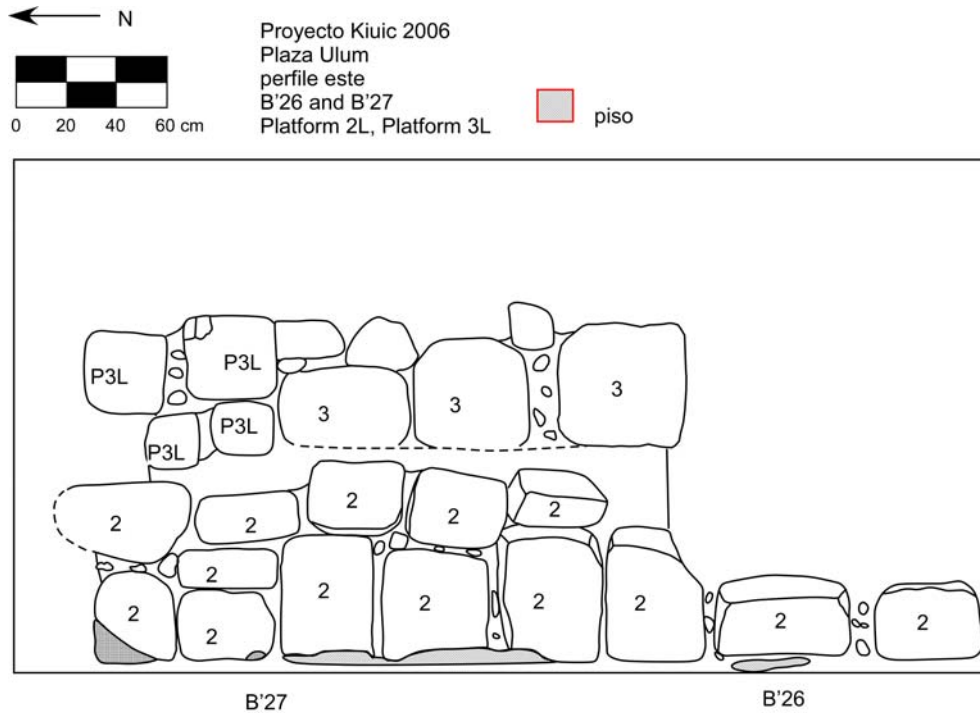 N
0 20 40 60 cm
Proyecto Kiuic 2006
Plaza Ulum
perfile este
B'26 and B'27
Platform 2L, Platform 3L
piso
P3L P3L
3 3 3
P3L P3L
2 2 2 2 2
2
2 2 2 2 2 2 2 2
B'27 B'26